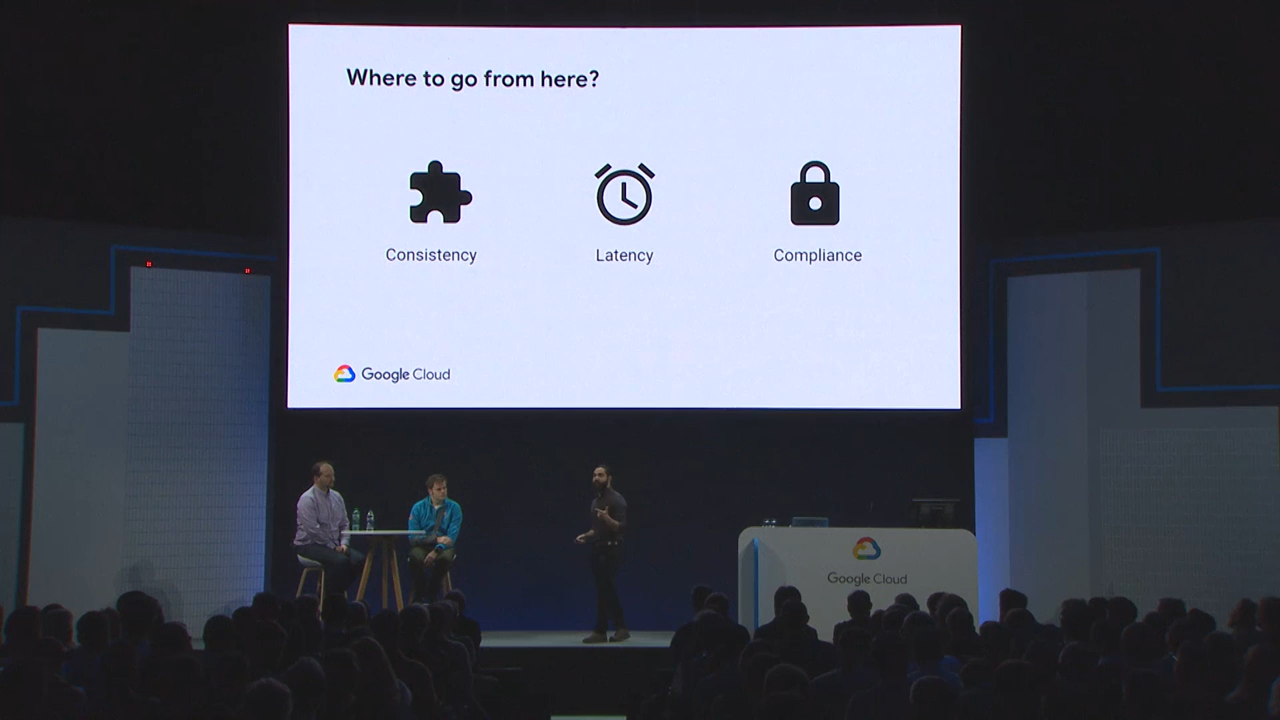 Where to go from here?
Consistency
Latency
Compliance
Google Cloud
Google Cloud